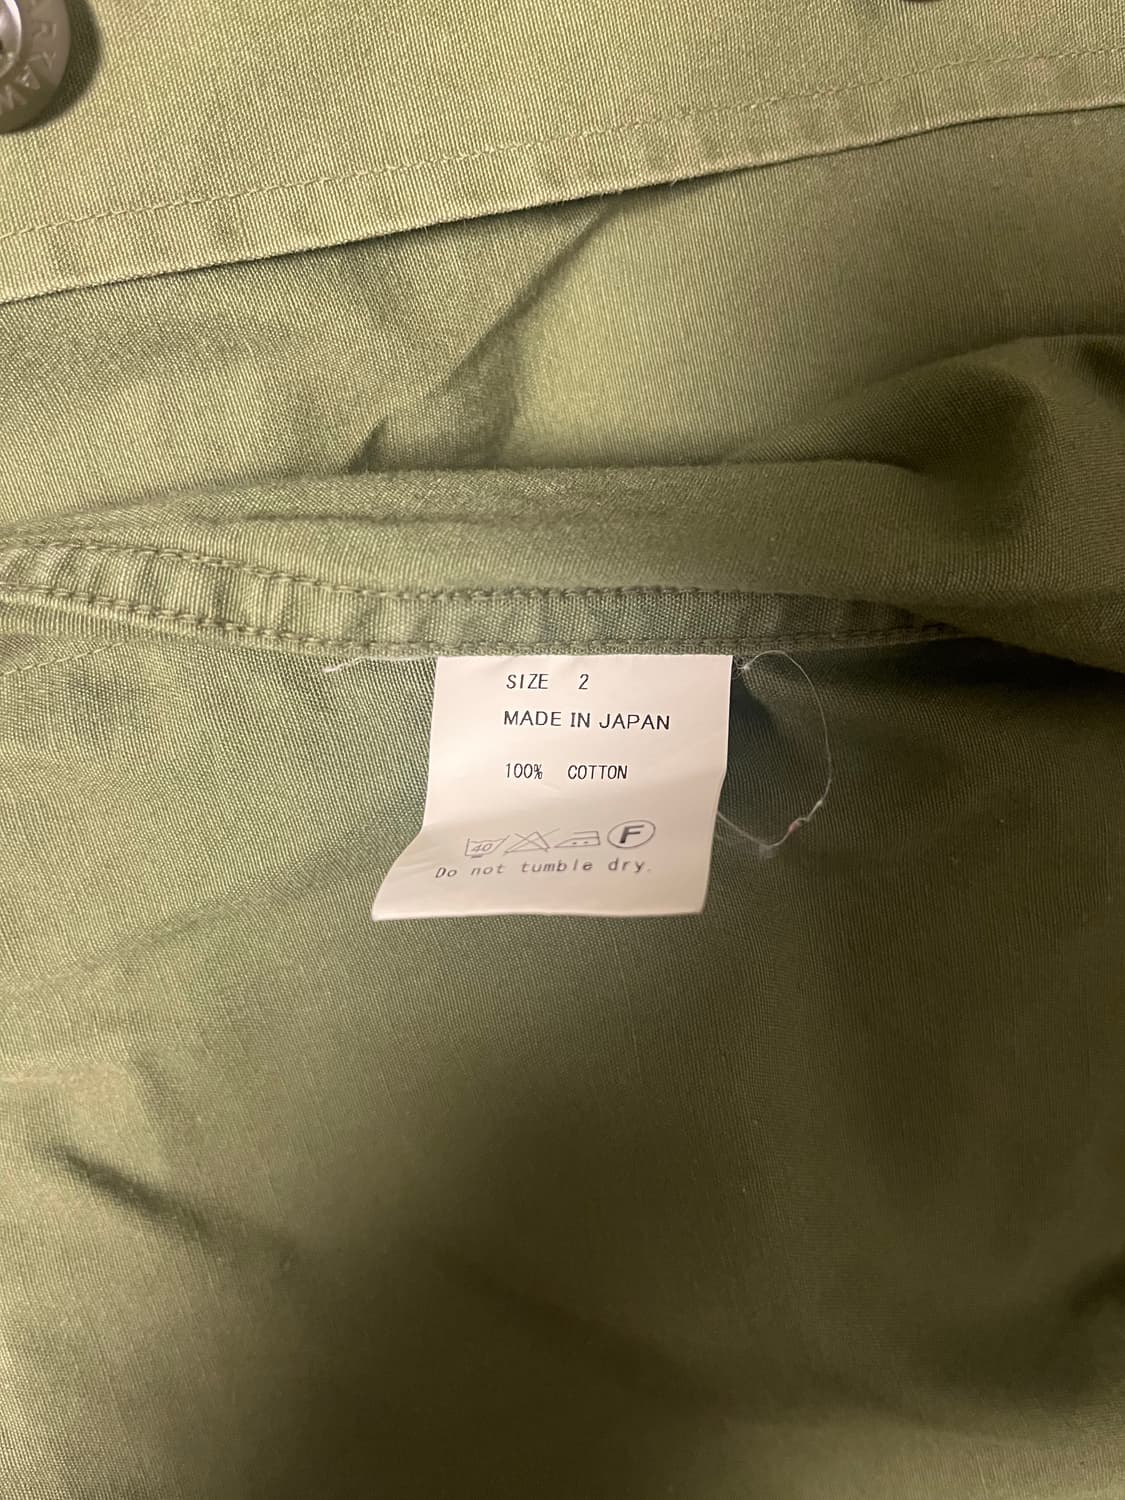 SIZE 2
MADE IN JAPAN
100% COTTON
40 F
Do not tumble dry.